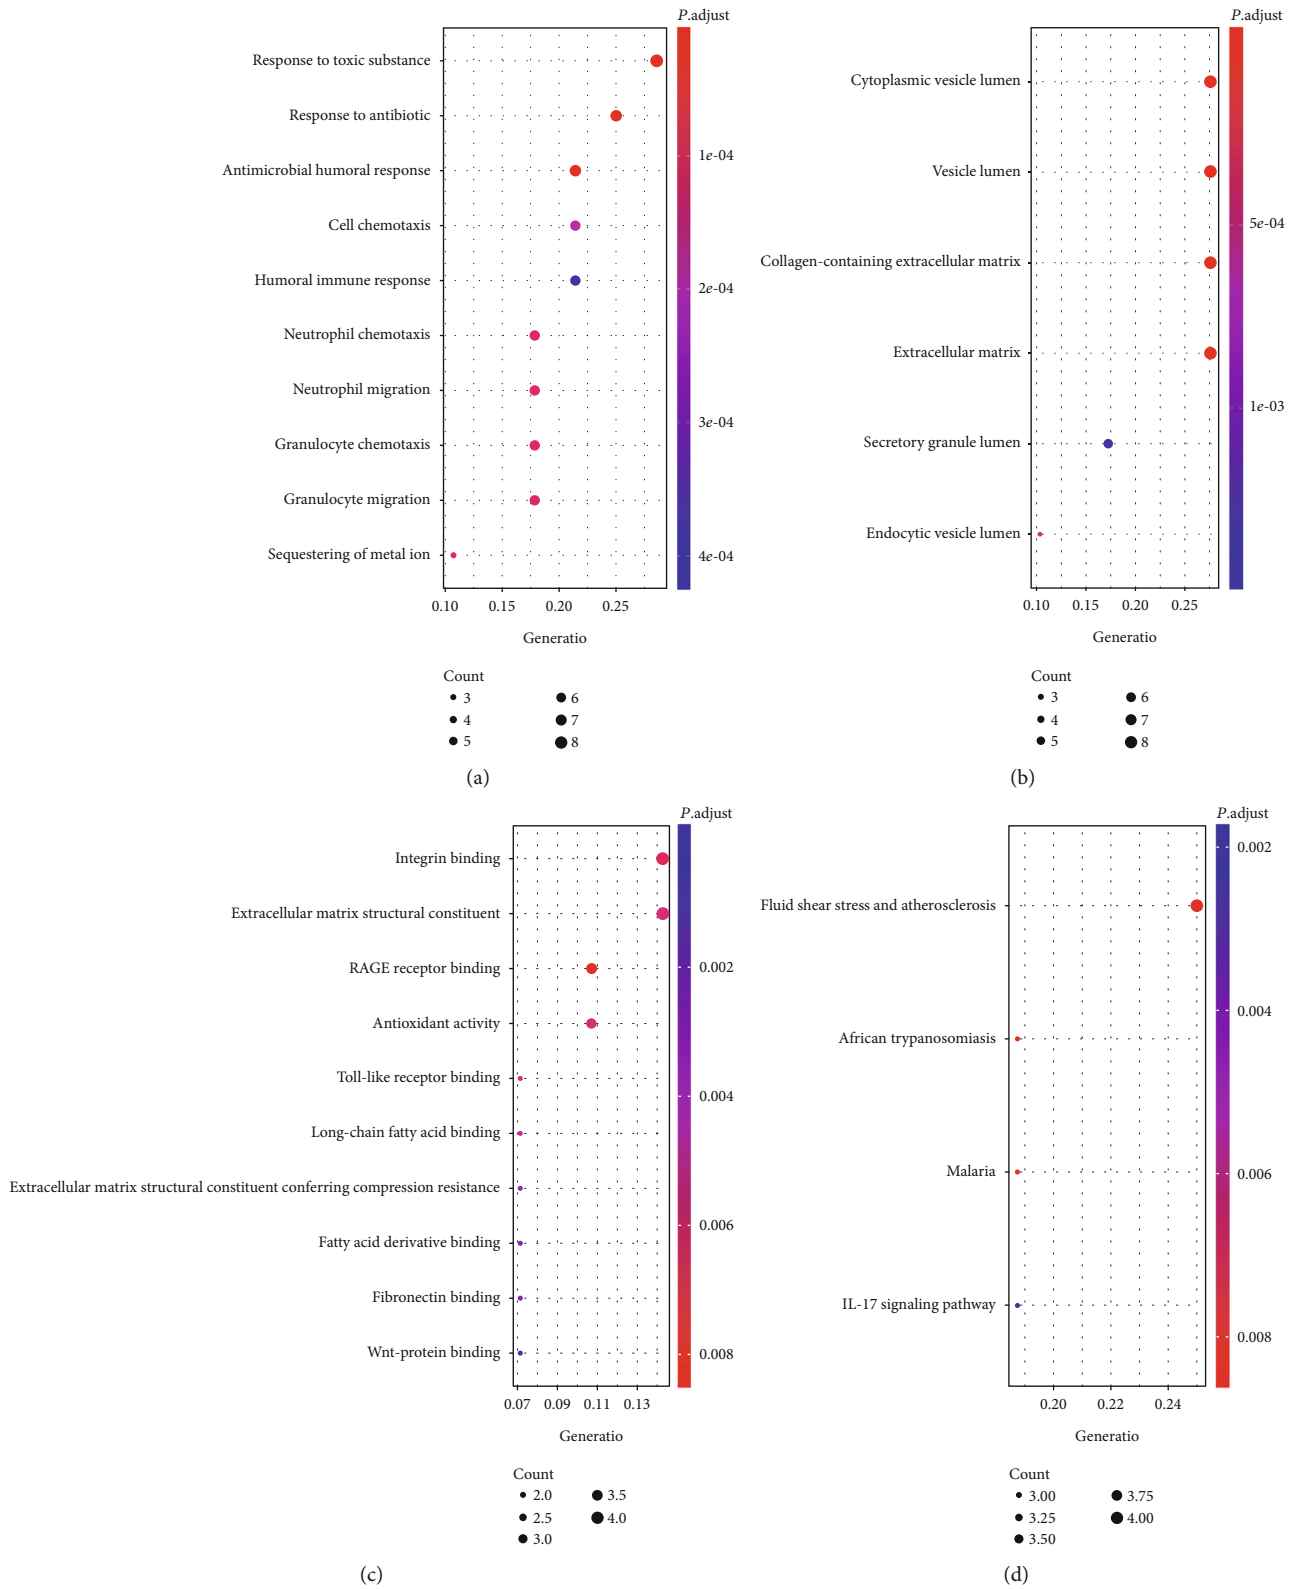 P.adjust
Response to toxic substance
Response to antibiotic
Antimicrobial humoral response
Cell chemotaxis
Humoral immune response
Neutrophil chemotaxis
Neutrophil migration
Granulocyte chemotaxis
Granulocyte migration
Sequestering of metal ion
1e-04
2e-04
3e-04
4e-04
0.10 0.15 0.20 0.25
Generatio
Count
3 6
4 7
5 8
(a)
P.adjust
Cytoplasmic vesicle lumen
Vesicle lumen
Collagen-containing extracellular matrix
Extracellular matrix
Secretory granule lumen
Endocytic vesicle lumen
5e-04
1e-03
0.10 0.15 0.20 0.25
Generatio
Count
3 6
4 7
5 8
(b)
P.adjust
Integrin binding
Extracellular matrix structural constituent
RAGE receptor binding
Antioxidant activity
Toll-like receptor binding
Long-chain fatty acid binding
Extracellular matrix structural constituent conferring compression resistance
Fatty acid derivative binding
Fibronectin binding
Wnt-protein binding
0.002
0.004
0.006
0.008
0.07 0.09 0.11 0.13
Generatio
Count
2.0 3.5
2.5 4.0
3.0
(c)
P.adjust
Fluid shear stress and atherosclerosis
African trypanosomiasis
Malaria
IL-17 signaling pathway
0.002
0.004
0.006
0.008
0.20 0.22 0.24
Generatio
Count
3.00 3.75
3.25 4.00
3.50
(d)